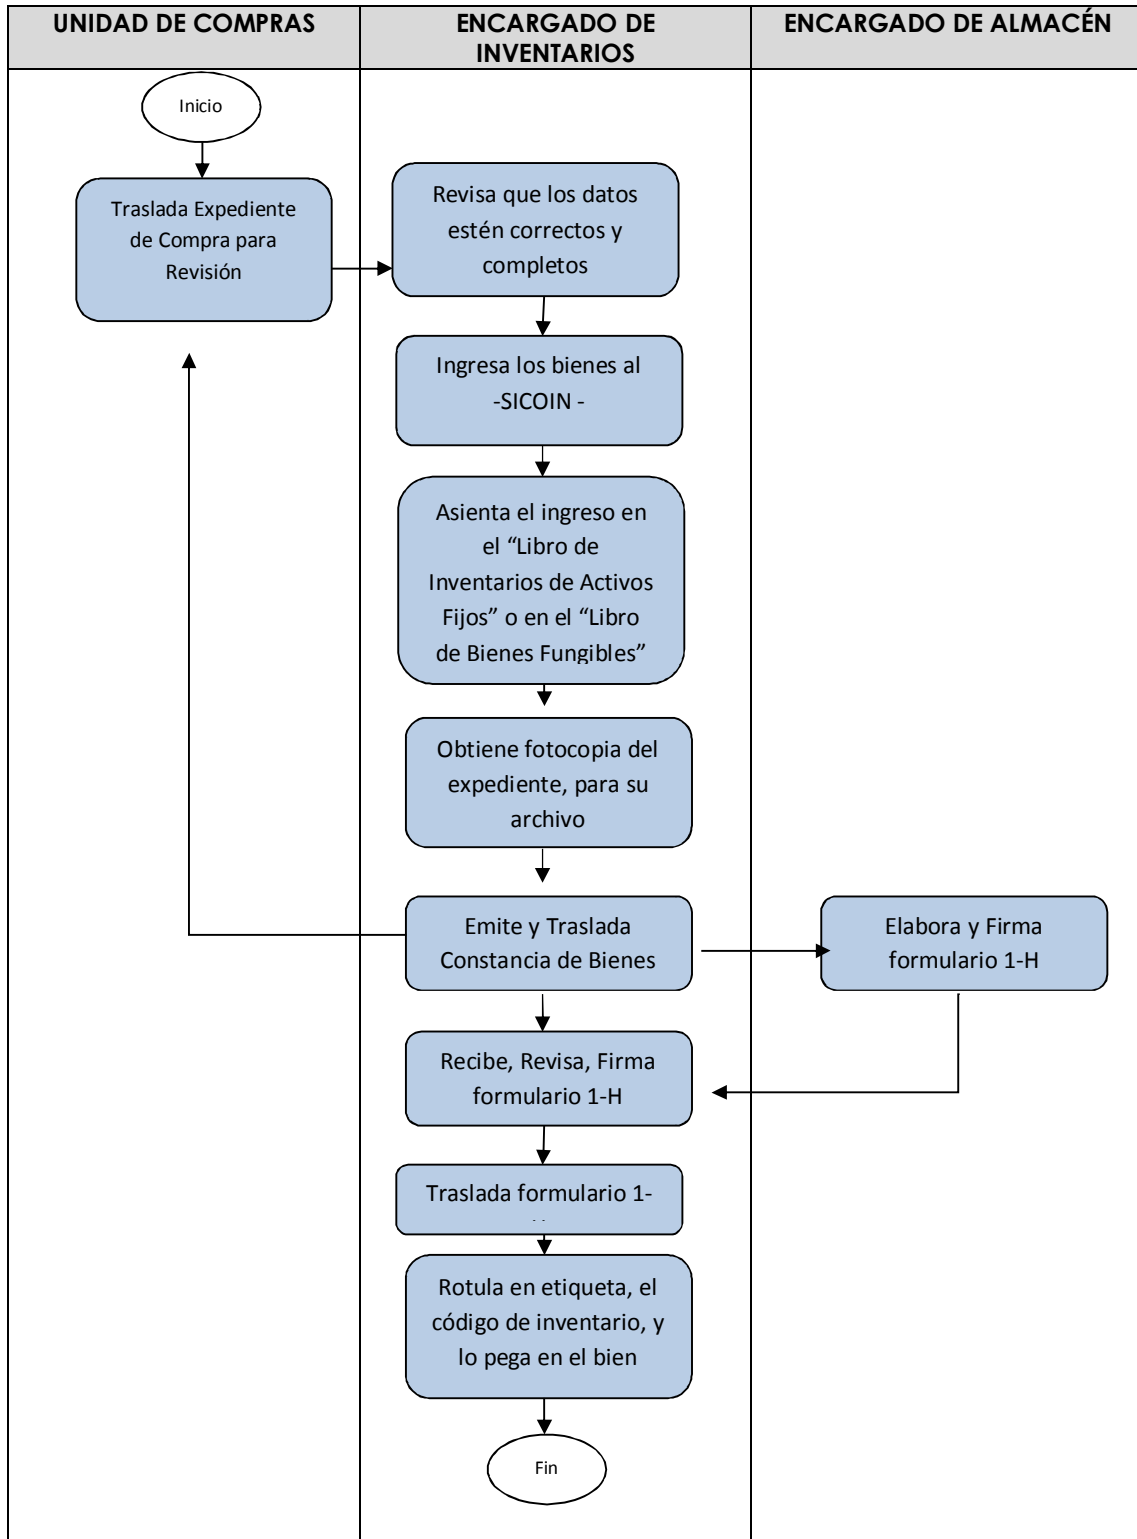 UNIDAD DE COMPRAS
ENCARGADO DE
INVENTARIOS
ENCARGADO DE ALMACÉN
Inicio
Traslada Expediente
de Compra para
Revisión
Revisa que los datos
estén correctos y
completos
Ingresa los bienes al
-SICOIN -
Asienta el ingreso en
el “Libro de
Inventarios de Activos
Fijos” o en el “Libro
de Bienes Fungibles”
Obtiene fotocopia del
expediente, para su
archivo
Emite y Traslada
Constancia de Bienes
Elabora y Firma
formulario 1-H
Recibe, Revisa, Firma
formulario 1-H
Traslada formulario 1-
Rotula en etiqueta, el
código de inventario, y
lo pega en el bien
Fin